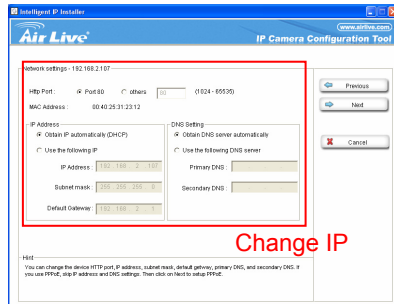 Intelligent IP Installer
Air Live
(www.airlive.com)
IP Camera Configuration Tool
Network settings - 192.168.2.107
Http Port : Port 80 others 80 (1024 - 65535)
MAC Address : 00:40:25:31:23:12
IP Address
Obtain IP automatically (DHCP)
Use the following IP
IP Address : 192 168 2 107
Subnet mask : 255 255 255 0
Default Gateway : 192 168 2 1
DNS Setting
Obtain DNS server automatically
Use the following DNS server
Primary DNS :
Secondary DNS :
Previous
Next
Cancel
Change IP
Hint
You can change the device HTTP port, IP address, subnet mask, default getway, primary DNS, and secondary DNS. If
you use PPPoE, skip IP address and DNS settings. Then click on Next to setup PPPoE.